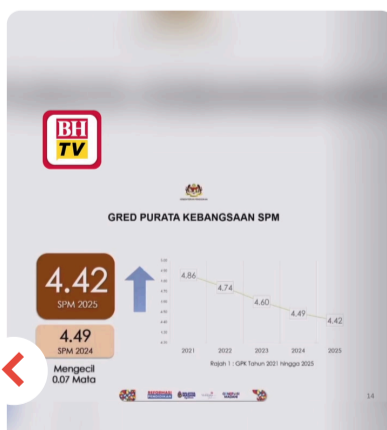 BH
TV
GRED PURATA KEBANGSAAN SPM
4.42
SPM 2025
4.49
SPM 2024
Mengecil
0.07 Mata
4.86
4.74
4.60
4.49
4.42
2021
2022
2023
2024
2025
Rajah 1 : GPK Tahun 2021 hingga 2025
14